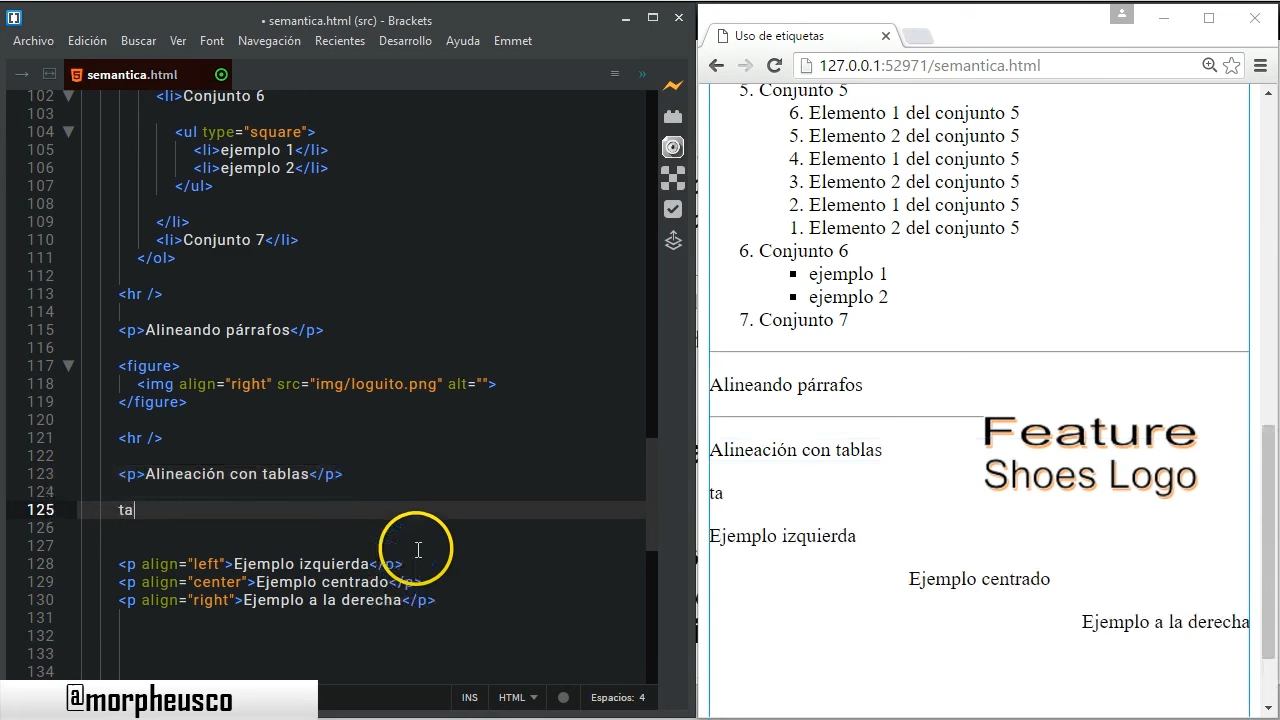 • semantica.html (src) - Brackets
Archivo Edición Buscar Ver Font Navegación Recientes Desarrollo Ayuda Emmet
semantica.html
102 <li>Conjunto 6
103
104 <ul type="square">
105 <li>ejemplo 1</li>
106 <li>ejemplo 2</li>
107 </ul>
108
109 </li>
110 <li>Conjunto 7</li>
111 </ol>
112
113 <hr />
114
115 <p>Alineando párrafos</p>
116
117 <figure>
118 <img align="right" src="img/loguito.png" alt="">
119 </figure>
120
121 <hr />
122
123 <p>Alineación con tablas</p>
124
125 ta
126
127
128 <p align="left">Ejemplo izquierda</p>
129 <p align="center">Ejemplo centrado</p>
130 <p align="right">Ejemplo a la derecha</p>
131
132
133
134
INS HTML Espacios: 4
@morpheusco
Uso de etiquetas
127.0.0.1:52971/semantica.html
5. Conjunto 5
6. Elemento 1 del conjunto 5
5. Elemento 2 del conjunto 5
4. Elemento 1 del conjunto 5
3. Elemento 2 del conjunto 5
2. Elemento 1 del conjunto 5
1. Elemento 2 del conjunto 5
6. Conjunto 6
ejemplo 1
ejemplo 2
7. Conjunto 7
Alineando párrafos
Feature
Shoes Logo
Alineación con tablas
ta
Ejemplo izquierda
Ejemplo centrado
Ejemplo a la derecha